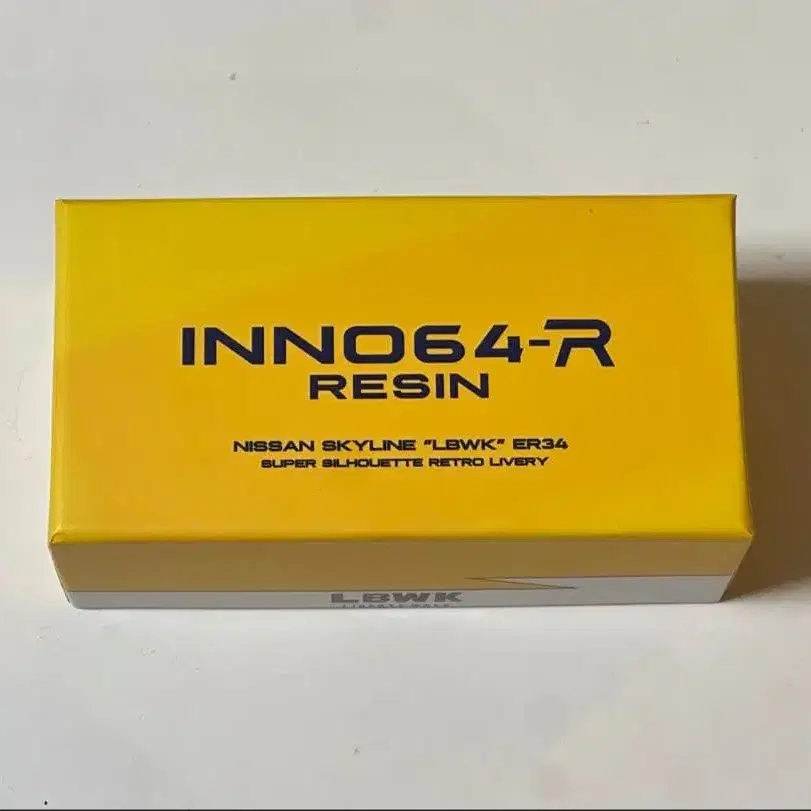 INNO64-R
RESIN
NISSAN SKYLINE "LBWK" ER34
SUPER SILHOUETTE RETRO LIVERY
LBWK